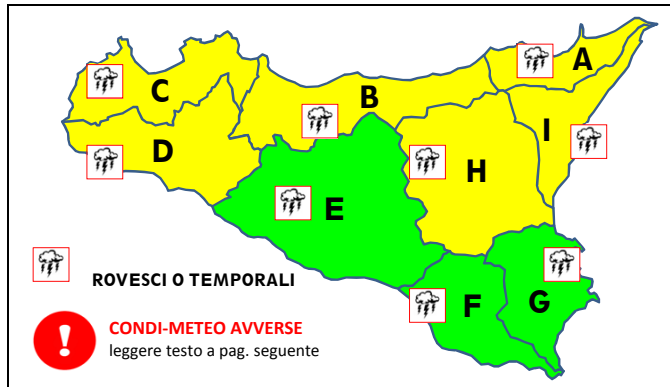 A
C
B
I
D
H
E
ROVESCI O TEMPORALI
F
G
CONDI-METEO AVVERSE
leggere testo a pag. seguente